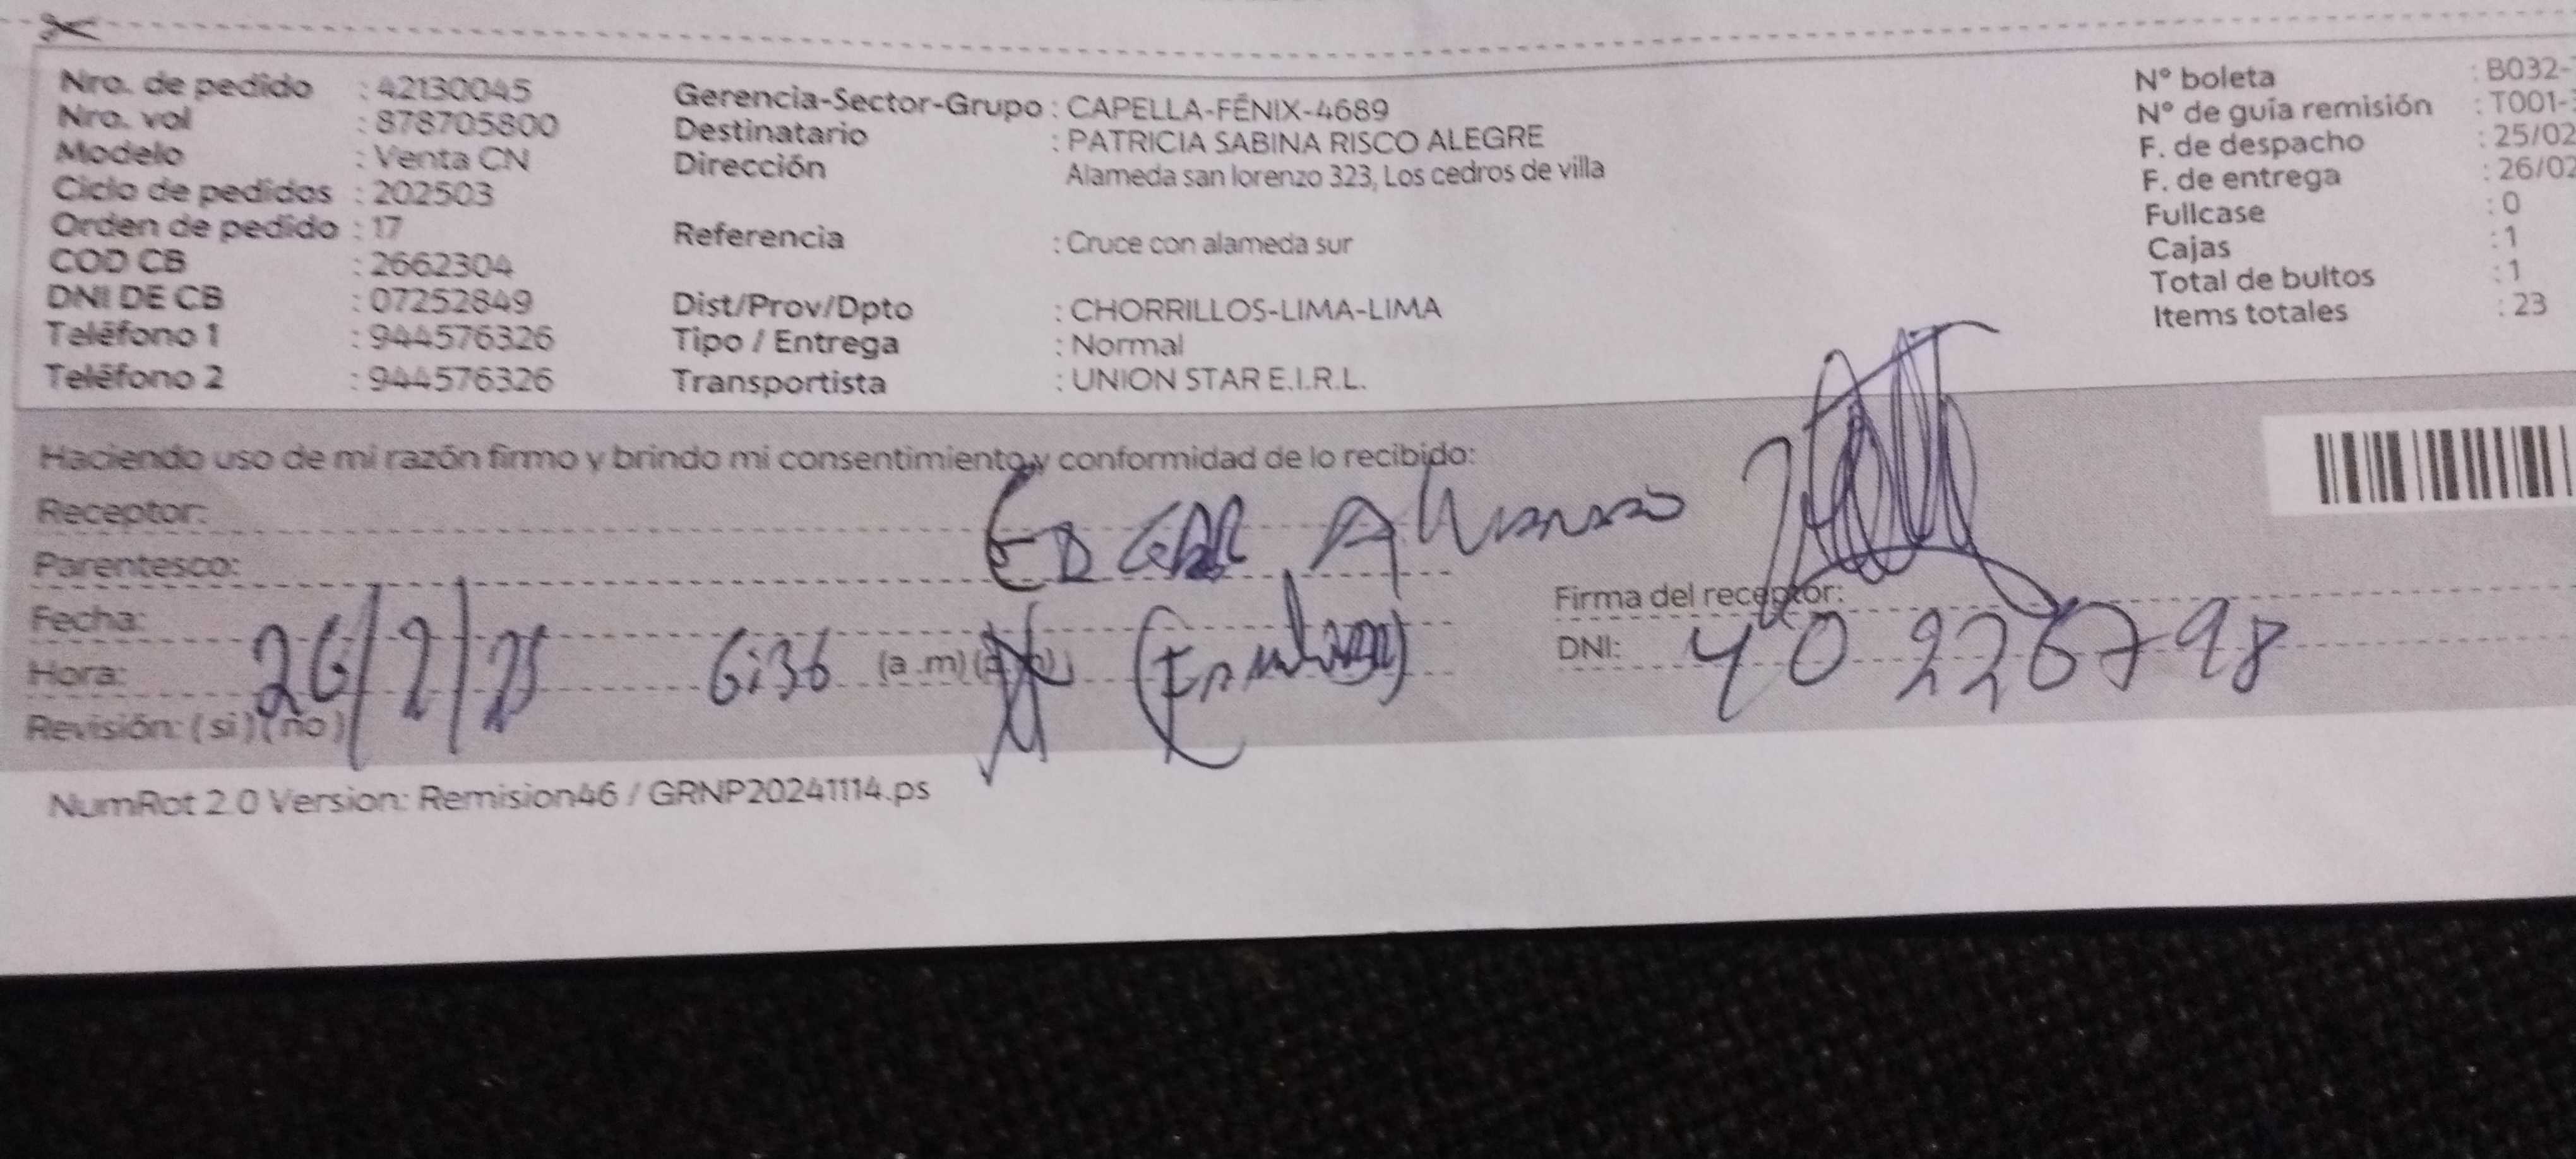 Nro. de pedido : 42130045
Nro. vol : 878705800
Modelo : Venta CN
Ciclo de pedidos : 202503
Orden de pedido : 17
COD CB : 2662304
DNI DE CB : 07252849
Teléfono 1 : 944576326
Teléfono 2 : 944576326
Gerencia-Sector-Grupo : CAPELLA-FÉNIX-4689
Destinatario : PATRICIA SABINA RISCO ALEGRE
Dirección Alameda san lorenzo 323, Los cedros de villa
Referencia : Cruce con alameda sur
Dist/Prov/Dpto : CHORRILLOS-LIMA-LIMA
Tipo / Entrega : Normal
Transportista : UNION STAR E.I.R.L.
N° boleta : B032-
N° de guía remisión : T001-
F. de despacho : 25/02
F. de entrega : 26/02
Fullcase : 0
Cajas : 1
Total de bultos : 1
Items totales : 23
Haciendo uso de mi razón firmo y brindo mi consentimiento y conformidad de lo recibido:
Receptor: EDGAR
Parentesco:
Fecha: 26/2/25
Hora: 6:36 (a.m)
Revisión: (si) (no)
Firma del receptor:
DNI: 40226798
NumRot 2.0 Version: Remision46 / GRNP20241114.ps